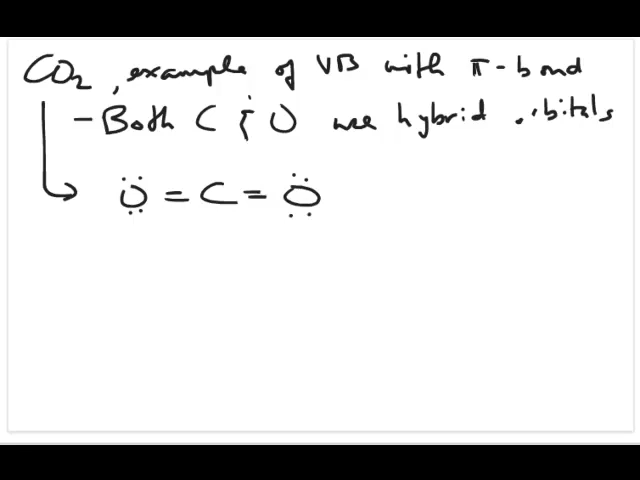 CO₂, example of VB with π-bond
- Both C & O use hybrid orbitals
O = C = O